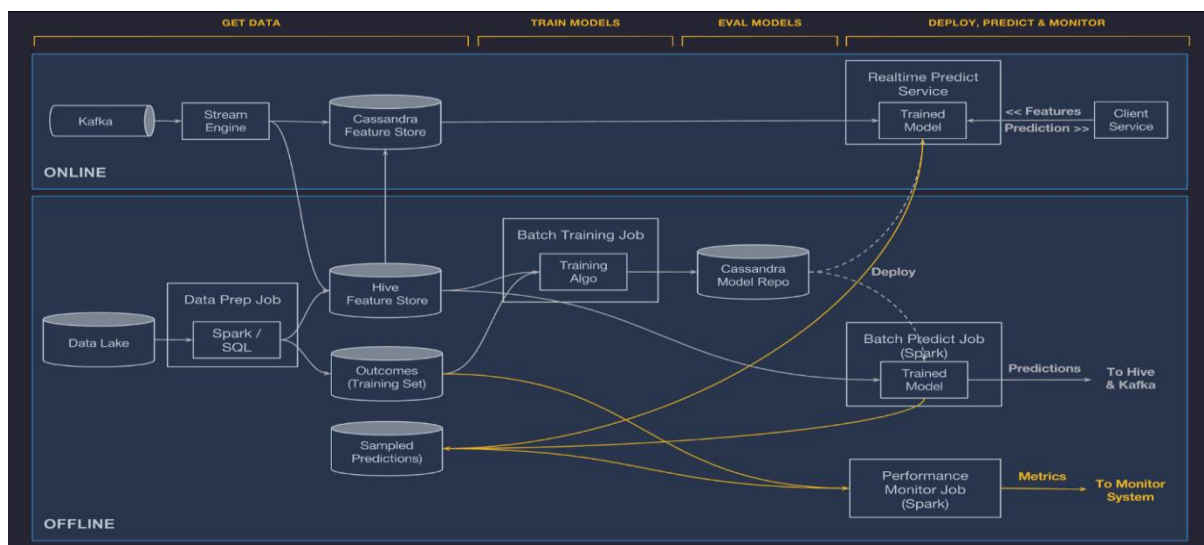 GET DATA
TRAIN MODELS
EVAL MODELS
DEPLOY, PREDICT & MONITOR
Realtime Predict
Service
Kafka
Stream
Engine
Cassandra
Feature Store
Trained
Model
<< Features
Prediction >>
Client
Service
ONLINE
Batch Training Job
Training
Algo
Cassandra
Model Repo
Deploy
Hive
Feature Store
Data Prep Job
Spark /
SQL
Data Lake
Outcomes
(Training Set)
Batch Predict Job
(Spark)
Trained
Model
Predictions
To Hive
& Kafka
Sampled
Predictions)
Performance
Monitor Job
(Spark)
Metrics
To Monitor
System
OFFLINE